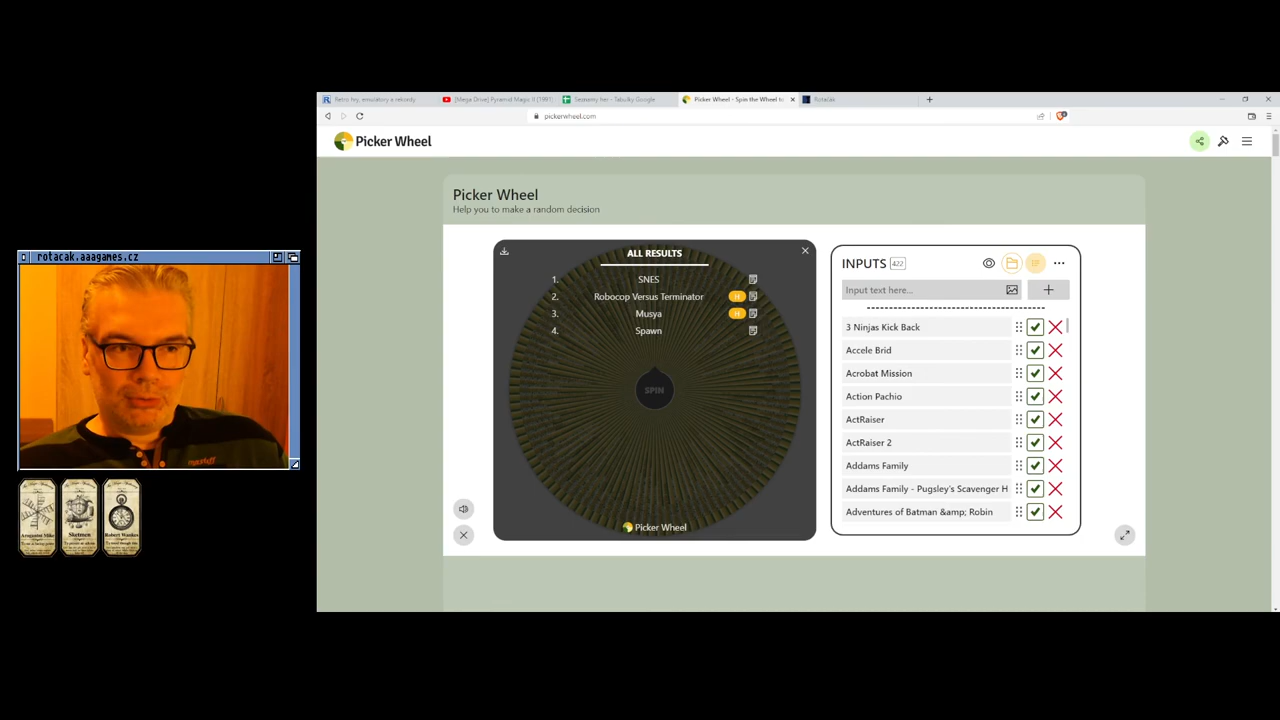 Retro hry, emulátory a rekordy
[Mega Drive] Pyramid Magic II (1991)
Seznamy her - Tabulky Google
Picker Wheel - Spin the Wheel to
Rotačák
pickerwheel.com
Picker Wheel
Picker Wheel
Help you to make a random decision
rotacak.aaagames.cz
ALL RESULTS
1. SNES
2. Robocop Versus Terminator H
3. Musya H
4. Spawn
SPIN
Picker Wheel
INPUTS 422
Input text here...
3 Ninjas Kick Back
Accele Brid
Acrobat Mission
Action Pachio
ActRaiser
ActRaiser 2
Addams Family
Addams Family - Pugsley's Scavenger H
Adventures of Batman &amp; Robin
Sketmen
Robert Wankes